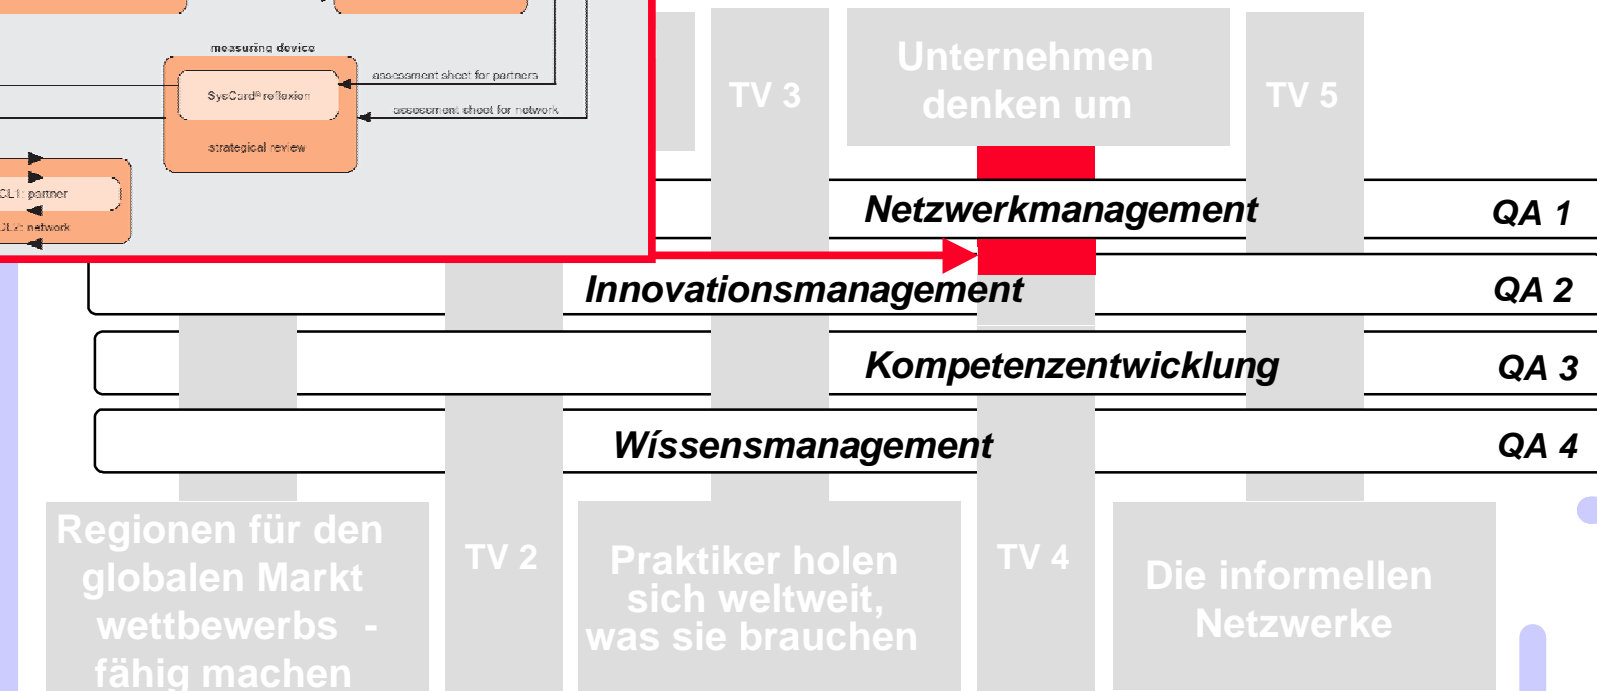 measuring device
assessment sheet for partners
SysCard® reflexion
assessment sheet for network
strategical review
CL1: partner
CL2: network
TV 3
Unternehmen
denken um
TV 5
Netzwerkmanagement
QA 1
Innovationsmanagement
QA 2
Kompetenzentwicklung
QA 3
Wíssensmanagement
QA 4
Regionen für den
globalen Markt
wettbewerbs -
fähig machen
TV 2
Praktiker holen
sich weltweit,
was sie brauchen
TV 4
Die informellen
Netzwerke